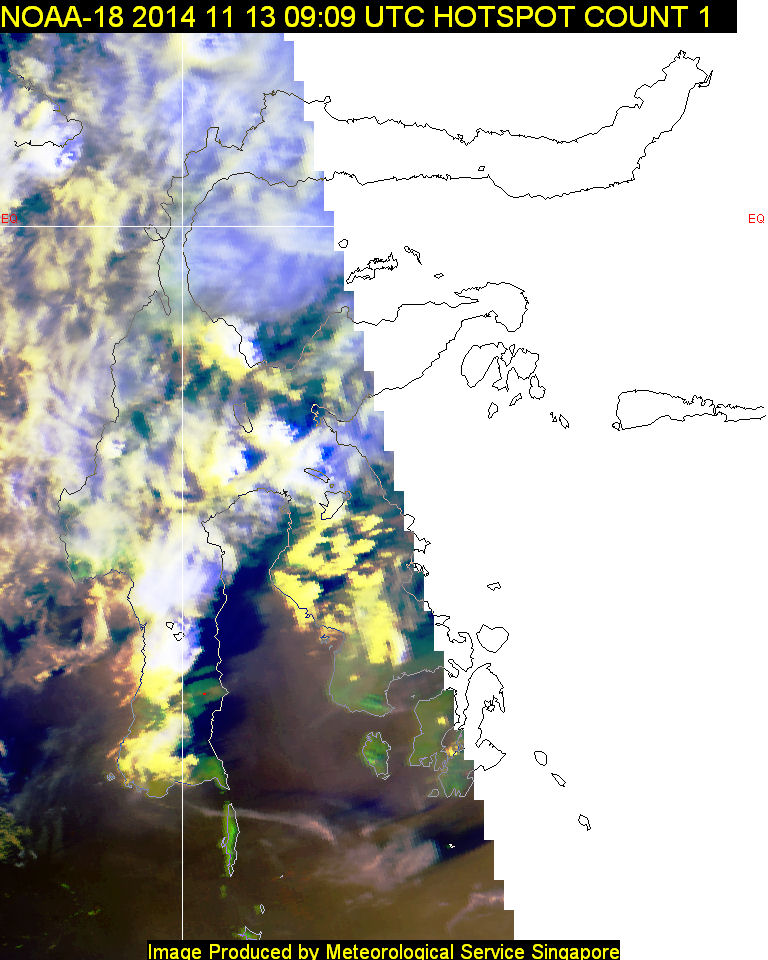 NOAA-18 2014 11 13 09:09 UTC HOTSPOT COUNT 1
EQ EQ
Image Produced by Meteorological Service Singapore